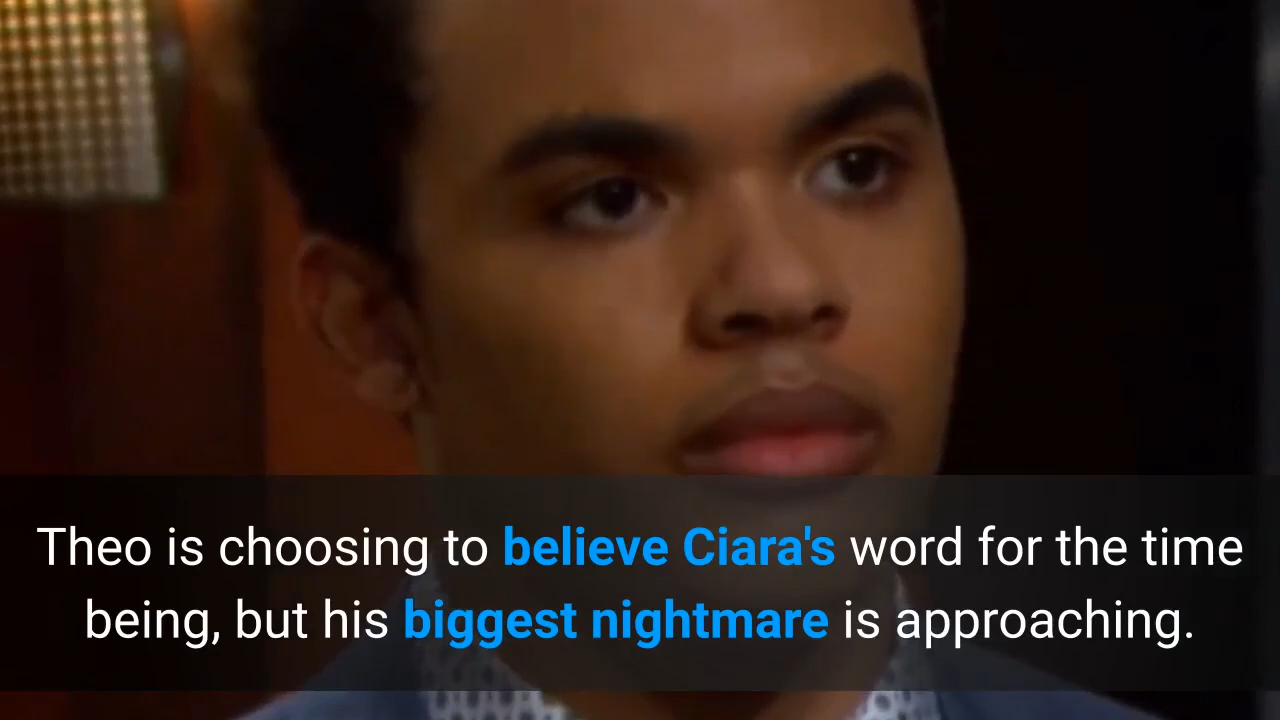 Theo is choosing to believe Ciara's word for the time
being, but his biggest nightmare is approaching.